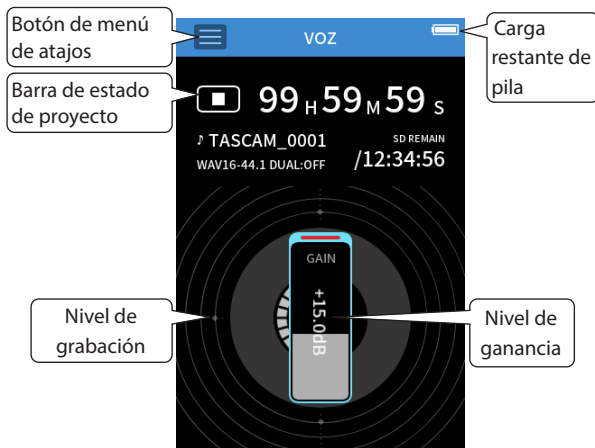 Botón de menú
de atajos
VOZ
Carga
restante de
pila
Barra de estado
de proyecto
99 H 59 M 59 S
♪ TASCAM_0001
SD REMAIN
WAV16-44.1 DUAL:OFF
/12:34:56
GAIN
+15.0dB
Nivel de
grabación
Nivel de
ganancia